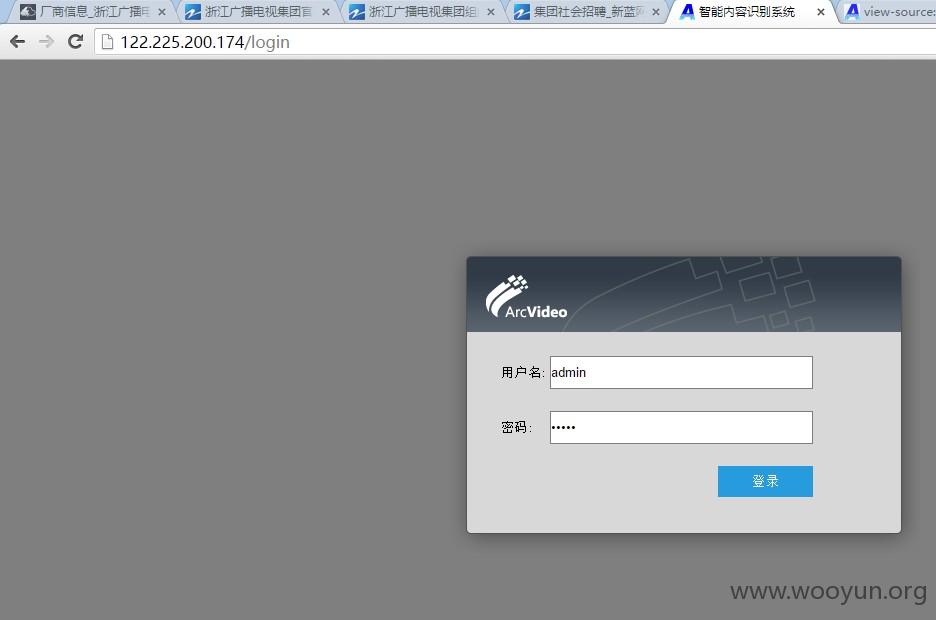 厂商信息_浙江广播电 浙江广播电视集团官 浙江广播电视集团组 集团社会招聘_新蓝网 智能内容识别系统 view-source:
122.225.200.174/login
ArcVideo
用户名: admin
密码: •••••
登录
www.wooyun.org